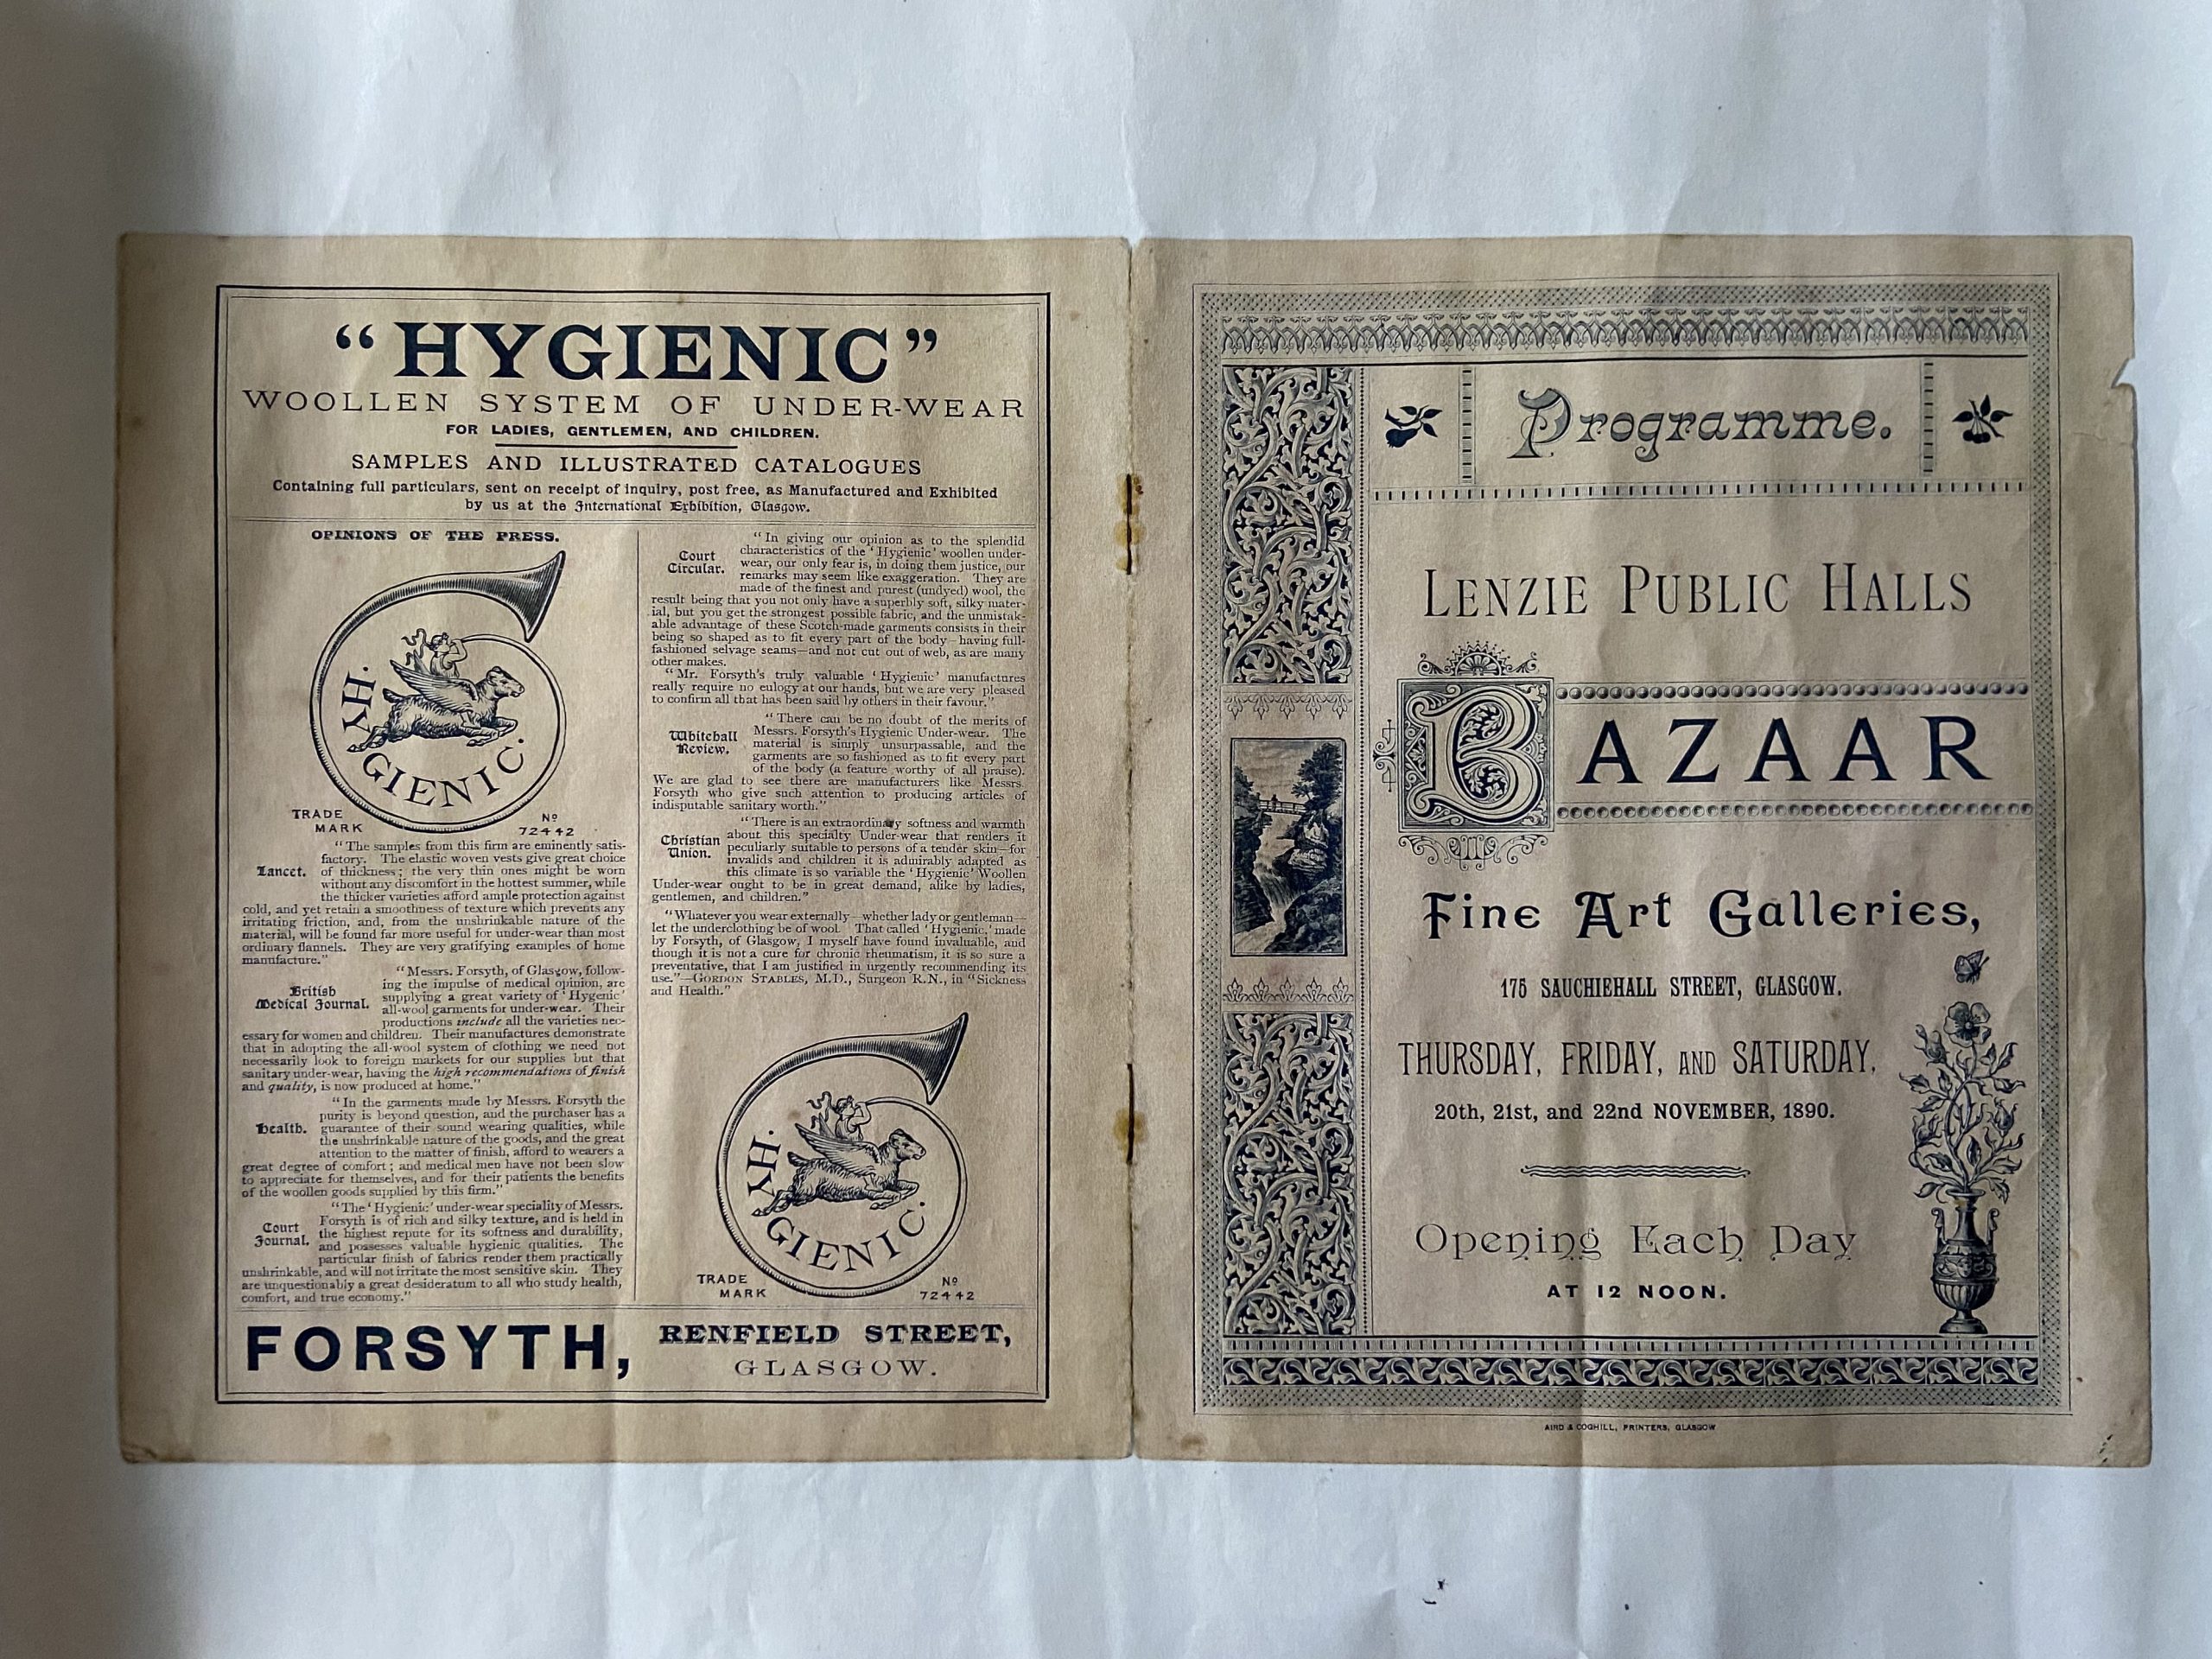 “HYGIENIC”
WOOLLEN SYSTEM OF UNDER-WEAR
FOR LADIES, GENTLEMEN, AND CHILDREN.
SAMPLES AND ILLUSTRATED CATALOGUES
Containing full particulars, sent on receipt of inquiry, post free, as Manufactured and Exhibited
by us at the International Exhibition, Glasgow.
OPINIONS OF THE PRESS.
HYGIENIC.
TRADE
MARK
No
72442
Lancet.
“The samples from this firm are eminently satis-
factory. The elastic woven vests give great choice
of thickness; the very thin ones might be worn
without any discomfort in the hottest summer, while
the thicker varieties afford ample protection against
cold, and yet retain a smoothness of texture which prevents any
irritating friction, and, from the unshrinkable nature of the
material, will be found far more useful for under-wear than most
ordinary flannels. They are very gratifying examples of home
manufacture.”
British
Medical Journal.
“Messrs. Forsyth, of Glasgow, follow-
ing the impulse of medical opinion, are
supplying a great variety of ‘Hygenic’
all-wool garments for under-wear. Their
productions include all the varieties nec-
essary for women and children. Their manufactures demonstrate
that in adopting the all-wool system of clothing we need not
necessarily look to foreign markets for our supplies but that
sanitary under-wear, having the high recommendations of finish
and quality, is now produced at home.”
Health.
“In the garments made by Messrs. Forsyth the
purity is beyond question, and the purchaser has a
guarantee of their sound wearing qualities, while
the unshrinkable nature of the goods, and the great
attention to the matter of finish, afford to wearers a
great degree of comfort; and medical men have not been slow
to appreciate for themselves, and for their patients the benefits
of the woollen goods supplied by this firm.”
Court
Journal.
“The ‘Hygienic’ under-wear speciality of Messrs.
Forsyth is of rich and silky texture, and is held in
the highest repute for its softness and durability,
and possesses valuable hygienic qualities. The
particular finish of fabrics render them practically
unshrinkable, and will not irritate the most sensitive skin. They
are unquestionably a great desideratum to all who study health,
comfort, and true economy.”
Court
Circular.
“In giving our opinion as to the splendid
characteristics of the ‘Hygienic’ woollen under-
wear, our only fear is, in doing them justice, our
remarks may seem like exaggeration. They are
made of the finest and purest (undyed) wool, the
result being that you not only have a superbly soft, silky mater-
ial, but you get the strongest possible fabric, and the unmistak-
able advantage of these Scotch-made garments consists in their
being so shaped as to fit every part of the body—having full-
fashioned selvage seams—and not cut out of web, as are many
other makes.
“Mr. Forsyth’s truly valuable ‘Hygienic’ manufactures
really require no eulogy at our hands, but we are very pleased
to confirm all that has been said by others in their favour.”
Whitehall
Review.
“There can be no doubt of the merits of
Messrs. Forsyth’s Hygienic Under-wear. The
material is simply unsurpassable, and the
garments are so fashioned as to fit every part
of the body (a feature worthy of all praise).
We are glad to see there are manufacturers like Messrs.
Forsyth who give such attention to producing articles of
indisputable sanitary worth.”
Christian
Union.
“There is an extraordinary softness and warmth
about this specialty Under-wear that renders it
peculiarly suitable to persons of a tender skin—for
invalids and children it is admirably adapted as
this climate is so variable the ‘Hygienic’ Woollen
Under-wear ought to be in great demand, alike by ladies,
gentlemen, and children.”
“Whatever you wear externally—whether lady or gentleman—
let the underclothing be of wool. That called ‘Hygienic,’ made
by Forsyth, of Glasgow, I myself have found invaluable, and
though it is not a cure for chronic rheumatism, it is so sure a
preventative, that I am justified in urgently recommending its
use.”—GORDON STABLES, M.D., Surgeon R.N., in “Sickness
and Health.”
HYGIENIC.
TRADE
MARK
No
72442
FORSYTH,
RENFIELD STREET,
GLASGOW.
Programme.
LENZIE PUBLIC HALLS
BAZAAR
Fine Art Galleries,
175 SAUCHIEHALL STREET, GLASGOW.
THURSDAY, FRIDAY, AND SATURDAY,
20th, 21st, and 22nd NOVEMBER, 1890.
Opening Each Day
AT 12 NOON.
AIRD & COGHILL, PRINTERS, GLASGOW